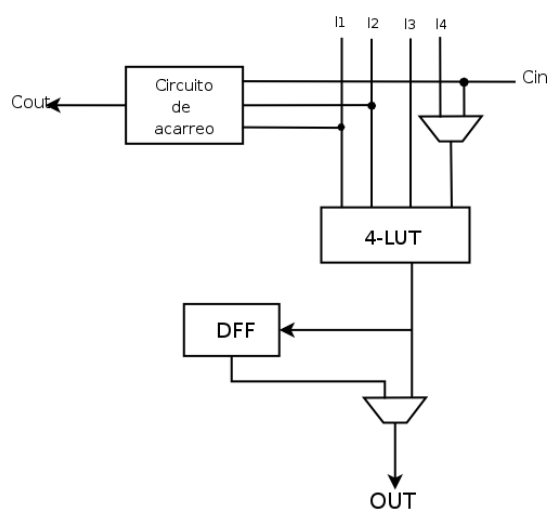 I1 I2 I3 I4
Cin
Circuito
de
acarreo
Cout
4-LUT
DFF
OUT